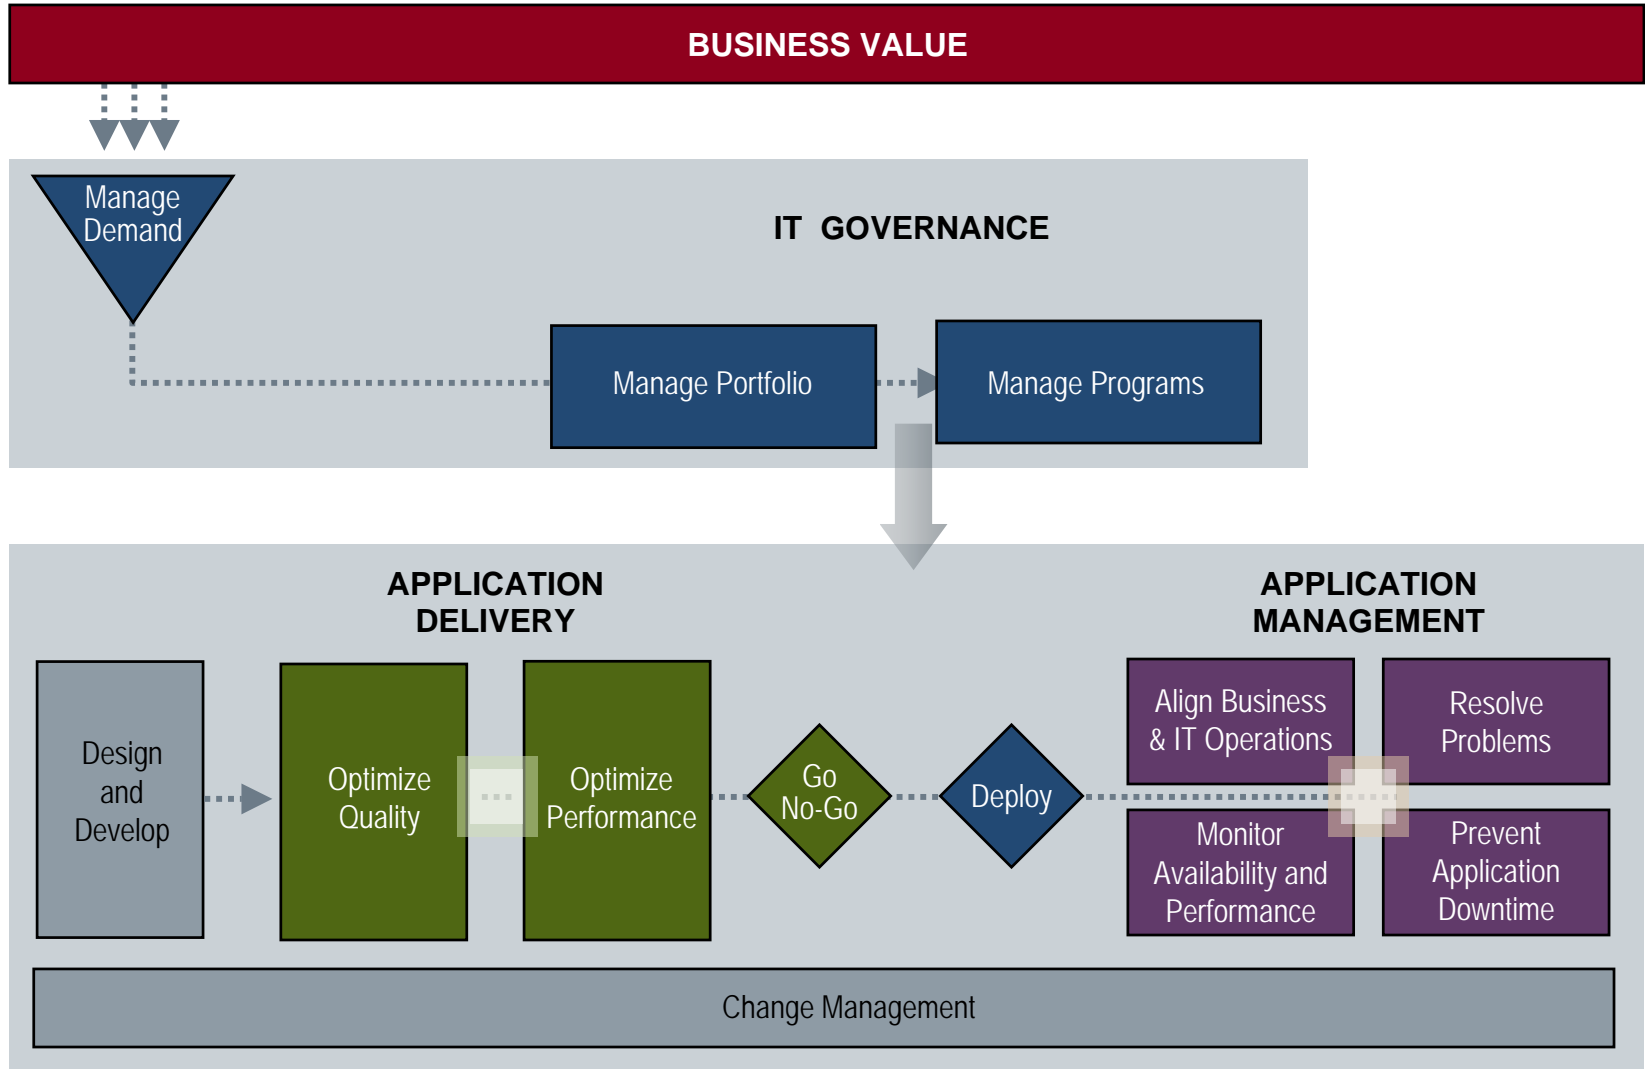 BUSINESS VALUE
Manage
Demand
IT GOVERNANCE
Manage Portfolio
Manage Programs
APPLICATION
DELIVERY
APPLICATION
MANAGEMENT
Design
and
Develop
Optimize
Quality
Optimize
Performance
Go
No-Go
Deploy
Align Business
& IT Operations
Resolve
Problems
Monitor
Availability and
Performance
Prevent
Application
Downtime
Change Management